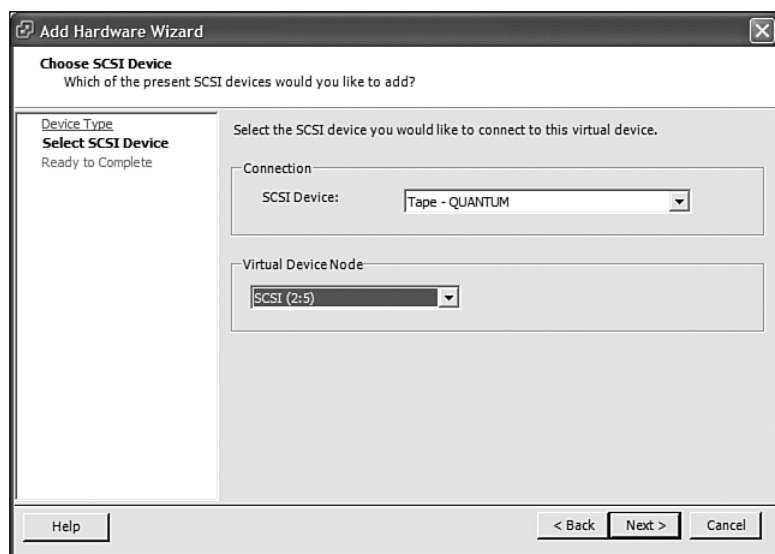 Add Hardware Wizard
Choose SCSI Device
Which of the present SCSI devices would you like to add?
Device Type
Select SCSI Device
Ready to Complete
Select the SCSI device you would like to connect to this virtual device.
Connection
SCSI Device:
Tape - QUANTUM
Virtual Device Node
SCSI (2:5)
Help
< Back
Next >
Cancel